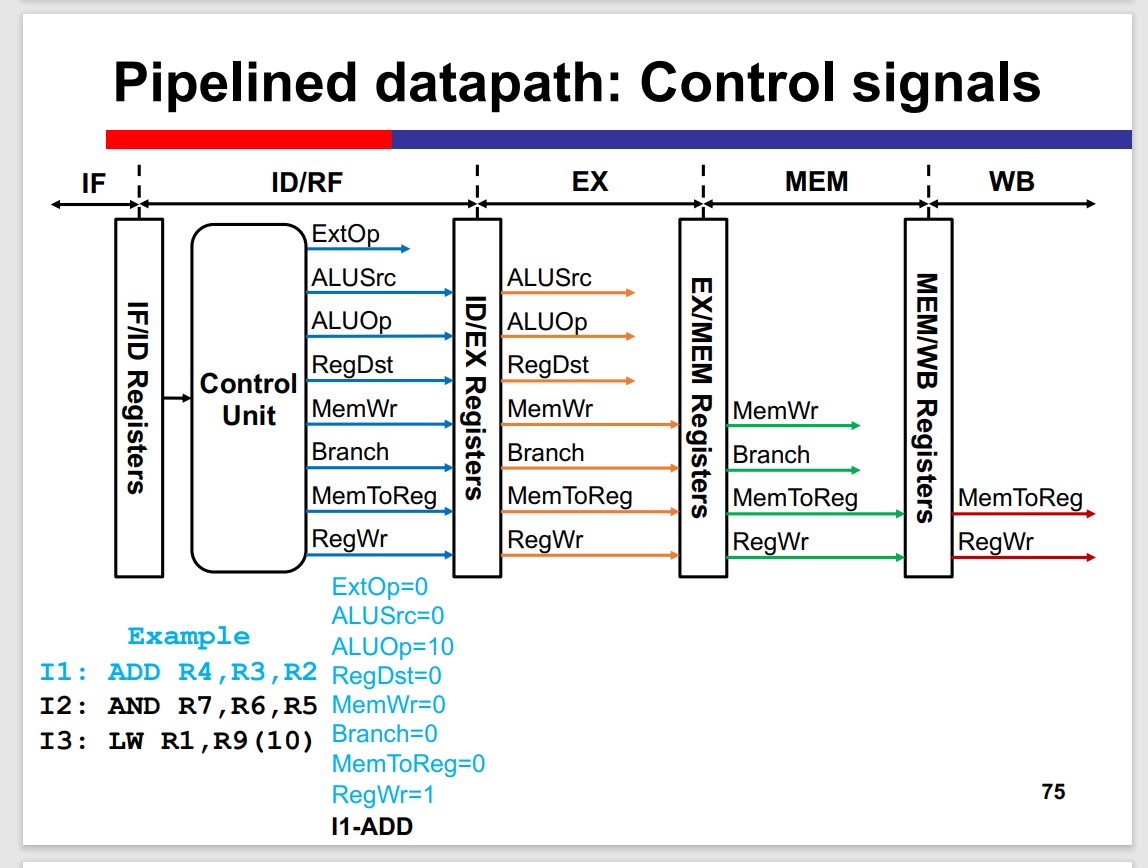 Pipelined datapath: Control signals
IF
ID/RF
EX
MEM
WB
IF/ID Registers
Control
Unit
ExtOp
ALUSrc
ALUOp
RegDst
MemWr
Branch
MemToReg
RegWr
ID/EX Registers
ALUSrc
ALUOp
RegDst
MemWr
Branch
MemToReg
RegWr
EX/MEM Registers
MemWr
Branch
MemToReg
RegWr
MEM/WB Registers
MemToReg
RegWr
Example
I1: ADD R4,R3,R2
I2: AND R7,R6,R5
I3: LW R1,R9(10)
ExtOp=0
ALUSrc=0
ALUOp=10
RegDst=0
MemWr=0
Branch=0
MemToReg=0
RegWr=1
I1-ADD
75